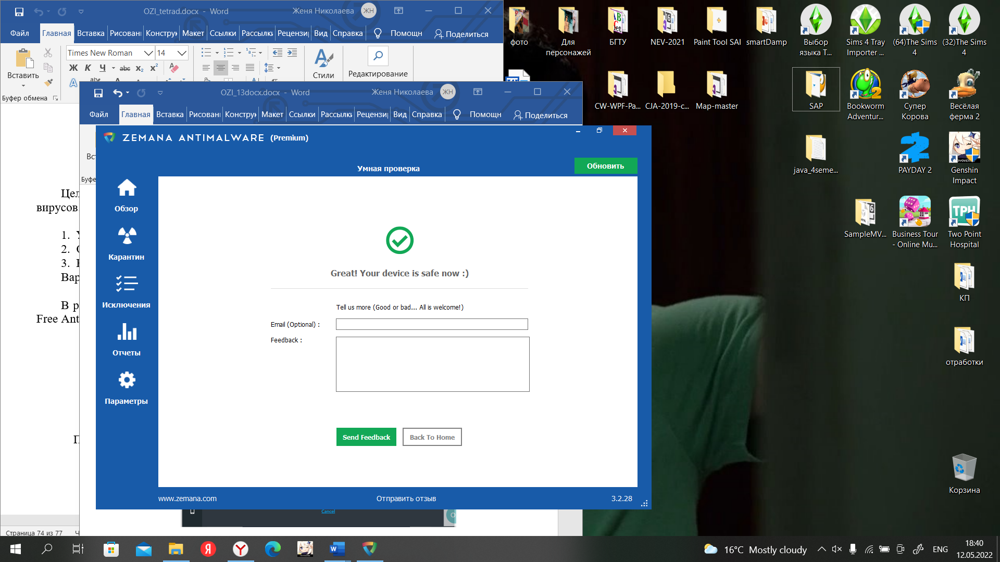 OZI_tetrad.docx - Word
Женя Николаева
ЖН
Файл
Главная
Вставка
Рисован
Конструк
Макет
Ссылки
Рассылк
Рецензи
Вид
Справка
Помощн
Поделиться
Вставить
Буфер обмена
Times New Roman
14
Ж К Ч abc x₂ x²
Стили
Редактирование
OZI_13docx.docx - Word
Женя Николаева
ЖН
Файл
Главная
Вставка
Рисован
Конструк
Макет
Ссылки
Рассылк
Рецензи
Вид
Справка
Помощн
Поделиться
Вст
Буфе
Цел
вирусов
1.
2.
3.
Вар
В р
Free Ant
П
Страница 74 из 77
ZEMANA ANTIMALWARE (Premium)
Умная проверка
Обновить
Обзор
Карантин
Исключения
Отчеты
Параметры
Great! Your device is safe now :)
Tell us more (Good or bad... All is welcome!)
Email (Optional) :
Feedback :
Send Feedback
Back To Home
www.zemana.com
Отправить отзыв
3.2.28
Cancel
фото
Для
персонажей
БГТУ
NEV-2021
Paint Tool SAI
smartDamp
Выбор
языка T...
Sims 4 Tray
Importer ...
(64)The Sims
4
(32)The Sims
4
CW-WPF-Pa...
CJA-2019-c...
Map-master
SAP
Bookworm
Adventur...
Супер
Корова
Весёлая
ферма 2
java_4seme...
PAYDAY 2
Genshin
Impact
SampleMV...
Business Tour
- Online Mu...
TPH
Two Point
Hospital
КП
отработки
Корзина
16°C Mostly cloudy
ENG
18:40
12.05.2022